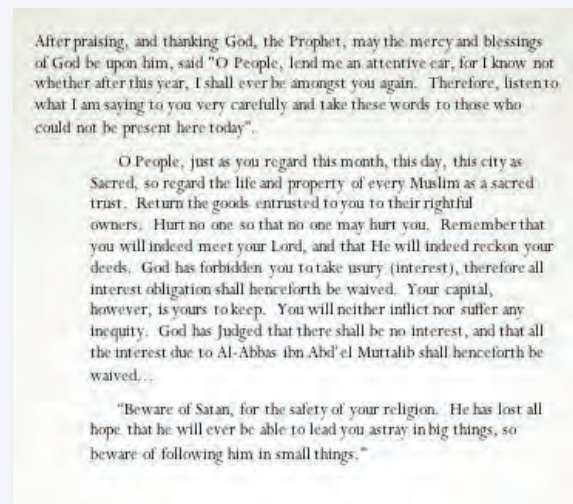 After praising, and thanking God, the Prophet, may the mercy and blessings
of God be upon him, said "O People, lend me an attentive ear, for I know not
whether after this year, I shall ever be amongst you again. Therefore, listen to
what I am saying to you very carefully and take these words to those who
could not be present here today".
O People, just as you regard this month, this day, this city as
Sacred, so regard the life and property of every Muslim as a sacred
trust. Return the goods entrusted to you to their rightful
owners. Hurt no one so that no one may hurt you. Remember that
you will indeed meet your Lord, and that He will indeed reckon your
deeds. God has forbidden you to take usury (interest), therefore all
interest obligation shall henceforth be waived. Your capital,
however, is yours to keep. You will neither inflict nor suffer any
inequity. God has Judged that there shall be no interest, and that all
the interest due to Al-Abbas ibn Abd'el Muttalib shall henceforth be
waived...
"Beware of Satan, for the safety of your religion. He has lost all
hope that he will ever be able to lead you astray in big things, so
beware of following him in small things."